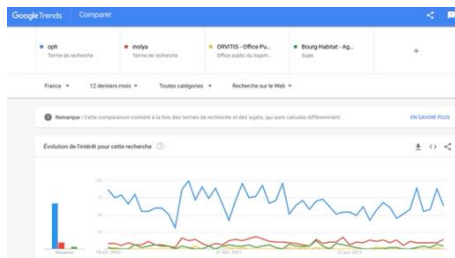 Google Trends Comparer
oph
Terme de recherche
inolya
Terme de recherche
ORVITIS - Office Pu...
Office public du logem...
Bourg Habitat - Ag...
Sujet
+
France 12 derniers mois Toutes catégories Recherche sur le Web
Remarque : Cette comparaison contient à la fois des termes de recherche et des sujets, qui sont calculés différemment. EN SAVOIR PLUS
Évolution de l'intérêt pour cette recherche
100
75
50
25
Moyenne